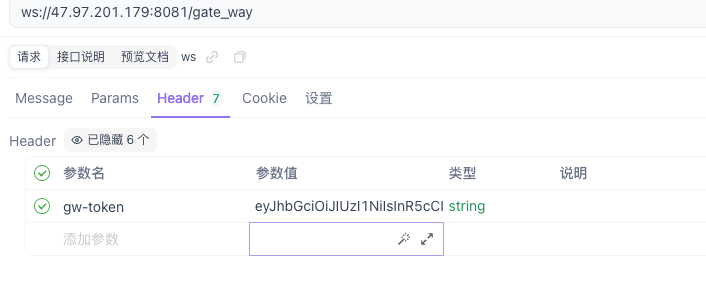 ws://47.97.201.179:8081/gate_way
请求 接口说明 预览文档 ws
Message Params Header 7 Cookie 设置
Header 已隐藏 6 个
参数名 参数值 类型 说明
gw-token eyJhbGciOiJIUzI1NiIsInR5cCI string
添加参数